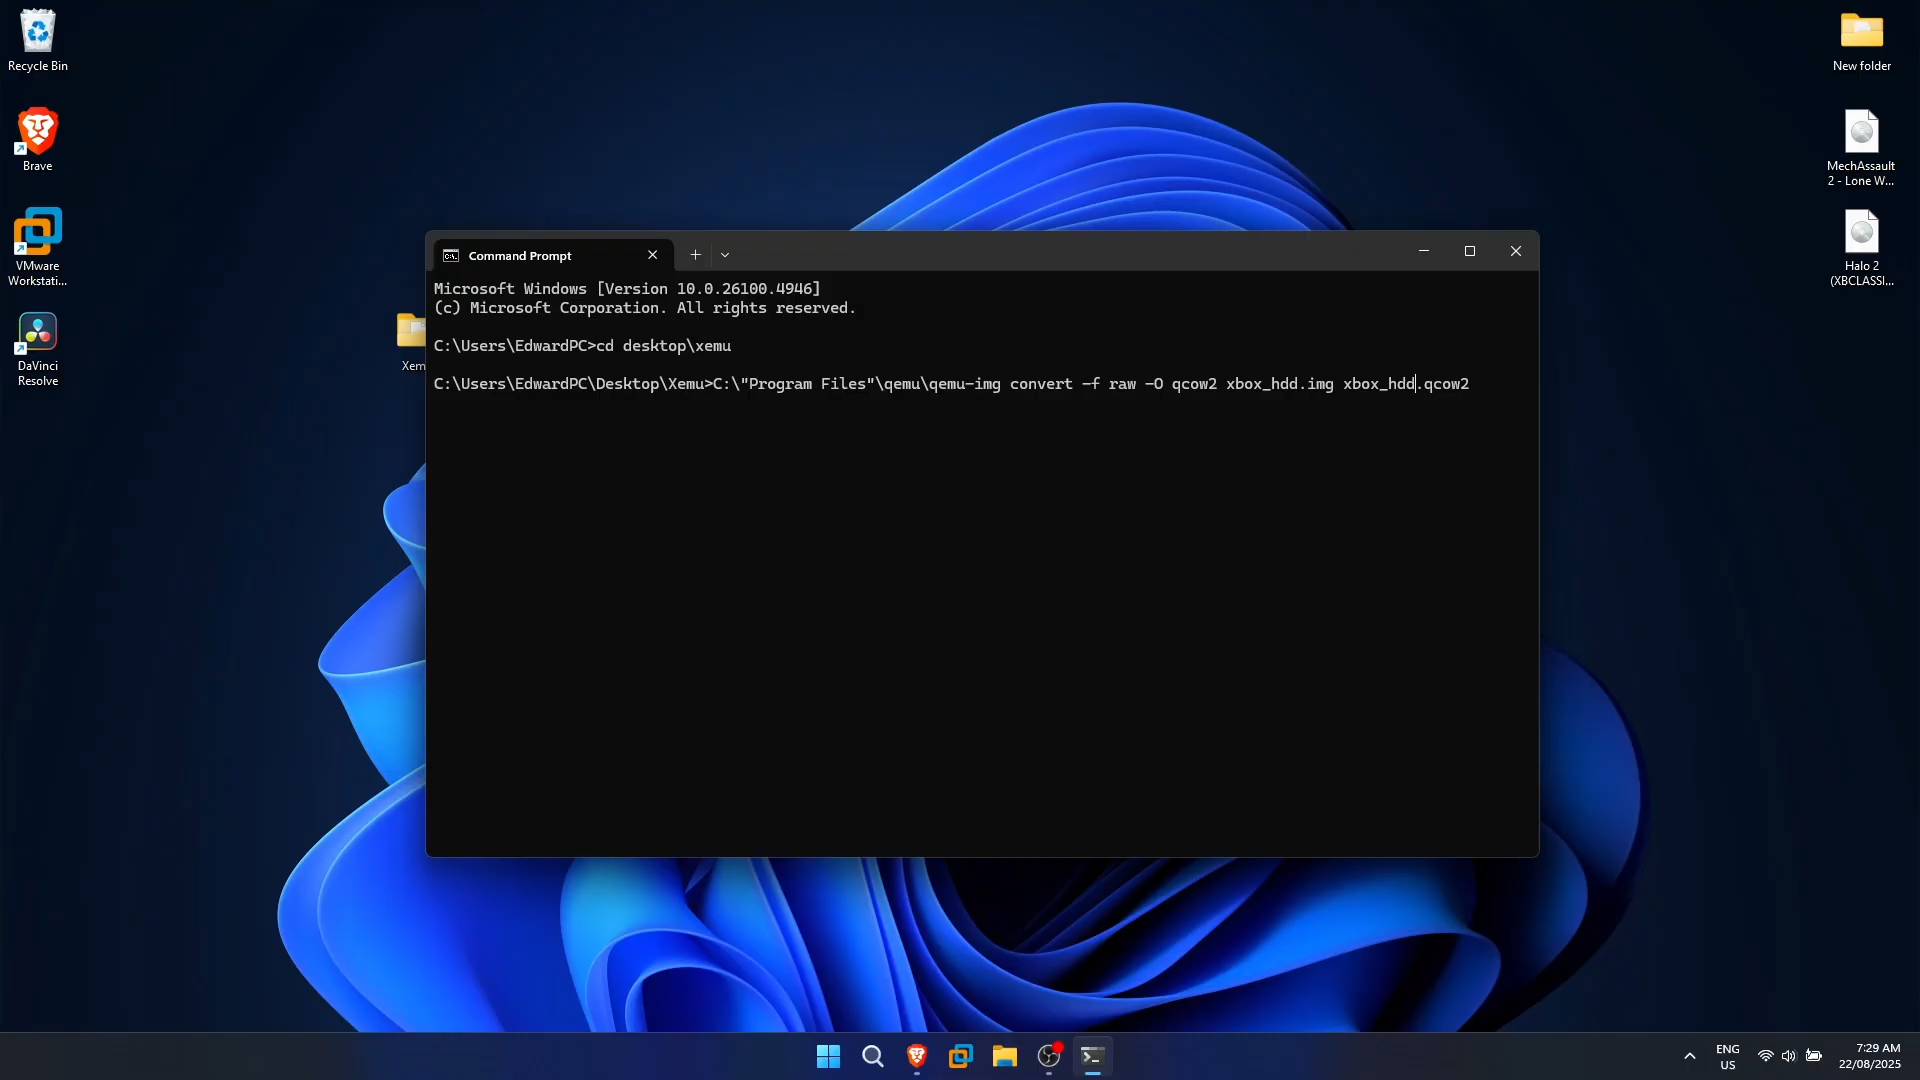 Recycle Bin
Brave
VMware
Workstati...
DaVinci
Resolve
New folder
MechAssault
2 - Lone W...
Halo 2
(XBCLASSI...
Xem
Command Prompt
Microsoft Windows [Version 10.0.26100.4946]
(c) Microsoft Corporation. All rights reserved.
C:\Users\EdwardPC>cd desktop\xemu
C:\Users\EdwardPC\Desktop\Xemu>C:\"Program Files"\qemu\qemu-img convert -f raw -O qcow2 xbox_hdd.img xbox_hdd.qcow2
ENG
US
7:29 AM
22/08/2025